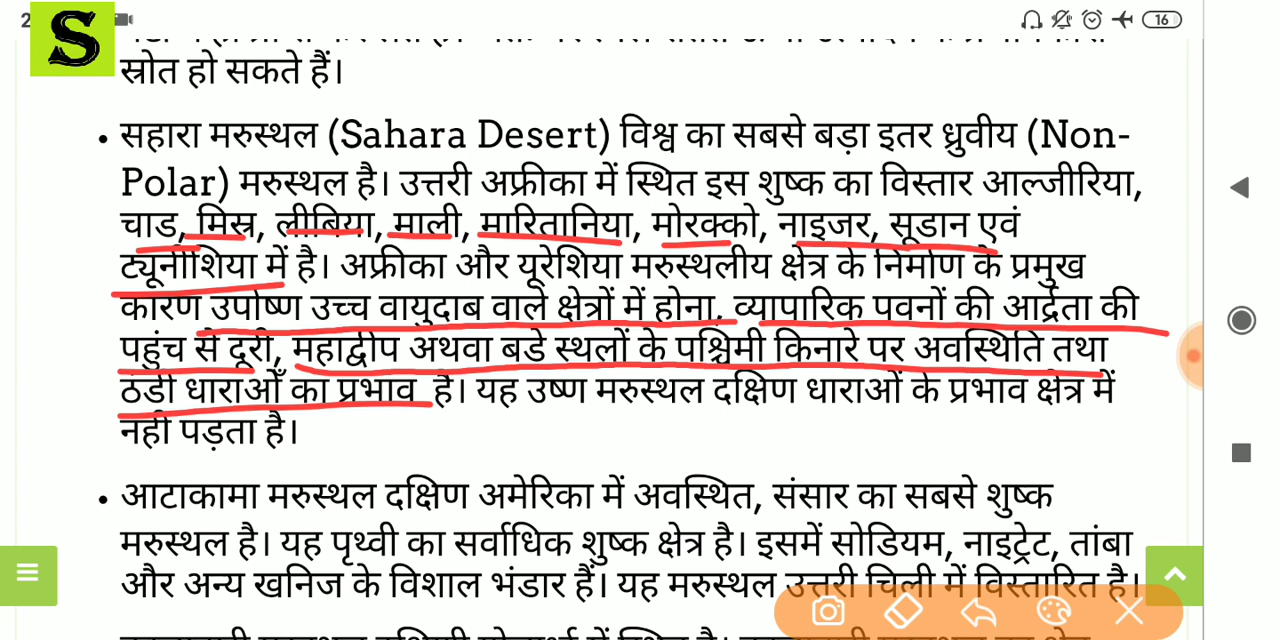 2
S
16
स्रोत हो सकते हैं।
• सहारा मरुस्थल (Sahara Desert) विश्व का सबसे बड़ा इतर ध्रुवीय (Non-
Polar) मरुस्थल है। उत्तरी अफ्रीका में स्थित इस शुष्क का विस्तार आल्जीरिया,
चाड, मिस्र, लीबिया, माली, मारितानिया, मोरक्को, नाइजर, सूडान एवं
ट्यूनीशिया में है। अफ्रीका और यूरेशिया मरुस्थलीय क्षेत्र के निर्माण के प्रमुख
कारण उपोष्ण उच्च वायुदाब वाले क्षेत्रों में होना, व्यापारिक पवनों की आर्द्रता की
पहुंच से दूरी, महाद्वीप अथवा बडे स्थलों के पश्चिमी किनारे पर अवस्थिति तथा
ठंडी धाराओं का प्रभाव है। यह उष्ण मरुस्थल दक्षिण धाराओं के प्रभाव क्षेत्र में
नही पड़ता है।
• आटाकामा मरुस्थल दक्षिण अमेरिका में अवस्थित, संसार का सबसे शुष्क
मरुस्थल है। यह पृथ्वी का सर्वाधिक शुष्क क्षेत्र है। इसमें सोडियम, नाइट्रेट, तांबा
और अन्य खनिज के विशाल भंडार हैं। यह मरुस्थल उत्तरी चिली में विस्तारित है।